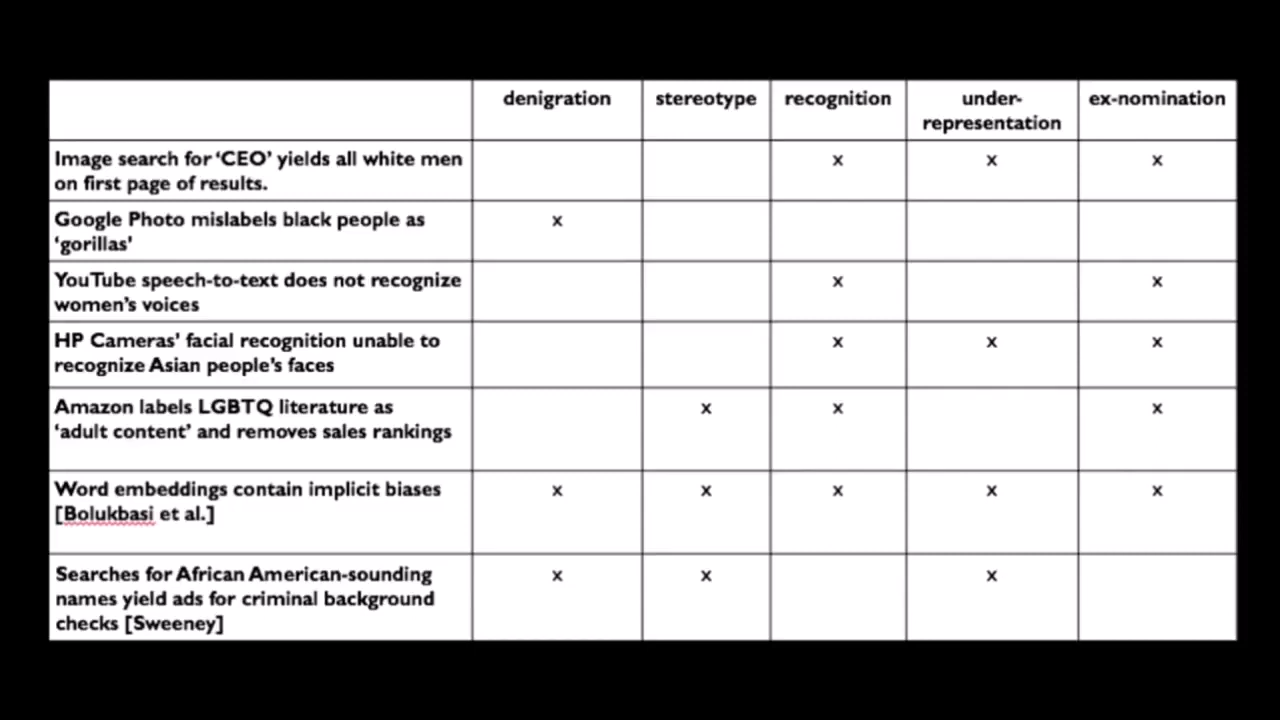 denigration stereotype recognition under-
representation ex-nomination
Image search for ‘CEO’ yields all white men
on first page of results. x x x
Google Photo mislabels black people as
‘gorillas’ x
YouTube speech-to-text does not recognize
women’s voices x x
HP Cameras’ facial recognition unable to
recognize Asian people’s faces x x x
Amazon labels LGBTQ literature as
‘adult content’ and removes sales rankings x x x
Word embeddings contain implicit biases
[Bolukbasi et al.] x x x x x
Searches for African American-sounding
names yield ads for criminal background
checks [Sweeney] x x x